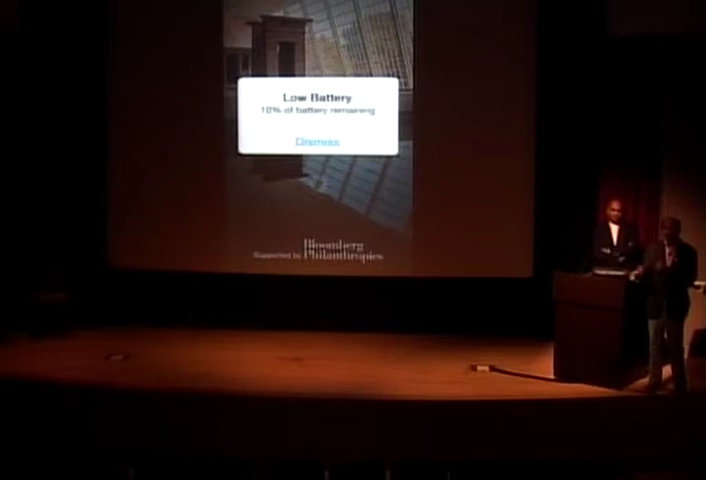 Low Battery
10% of battery remaining
Dismiss
Bloomberg
Supported by Philanthropies